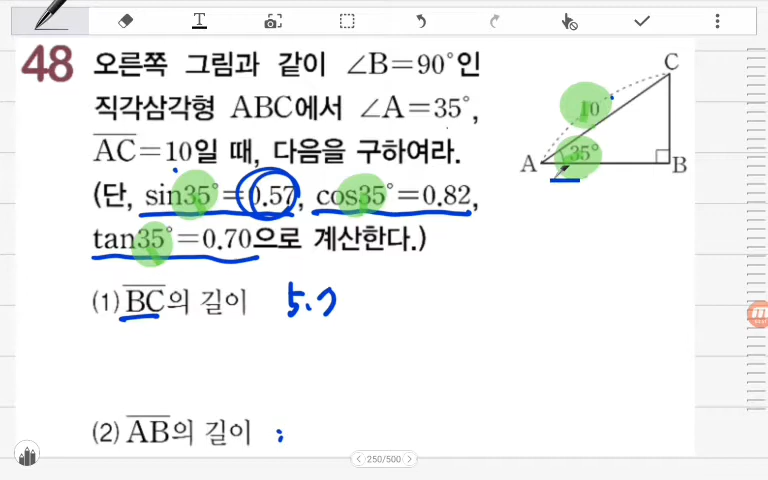 48 오른쪽 그림과 같이 ∠B=90°인
직각삼각형 ABC에서 ∠A=35°,
AC=10일 때, 다음을 구하여라.
(단, sin35°=0.57, cos35°=0.82,
tan35°=0.70으로 계산한다.)
C
10
A 35° B
(1) BC의 길이 5.7
(2) AB의 길이
250/500